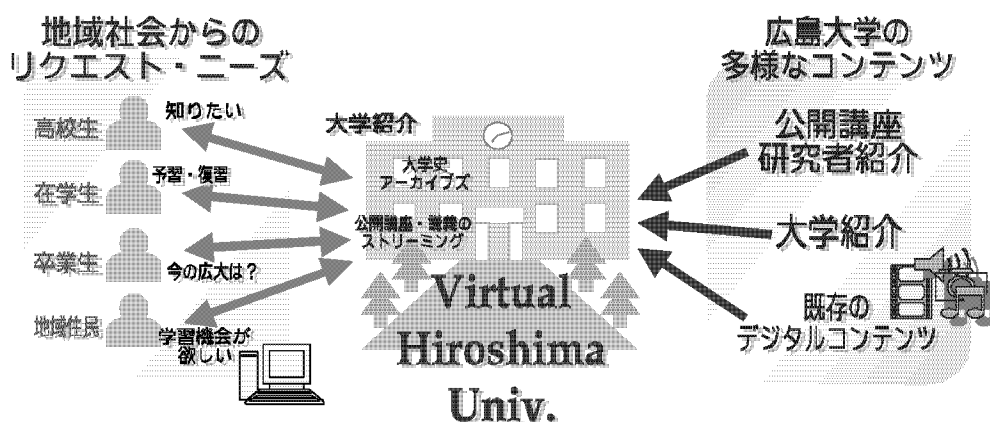 地域社会からの
リクエスト・ニーズ
高校生
知りたい
在学生
予習・復習
卒業生
今の広大は？
地域住民
学習機会が
欲しい
大学紹介
大学史
アーカイブズ
公開講座・講義の
ストリーミング
Virtual
Hiroshima
Univ.
広島大学の
多様なコンテンツ
公開講座
研究者紹介
大学紹介
既存の
デジタルコンテンツ